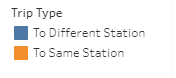 Trip Type
To Different Station
To Same Station